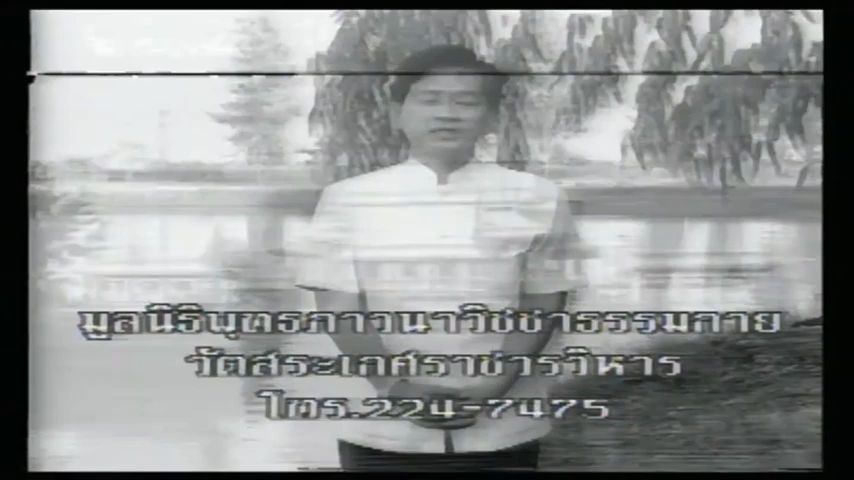 มูลนิธิพุทธภาวนาวิชชาธรรมกาย
วัดสระเกศราชวรวิหาร
โทร.224-7475